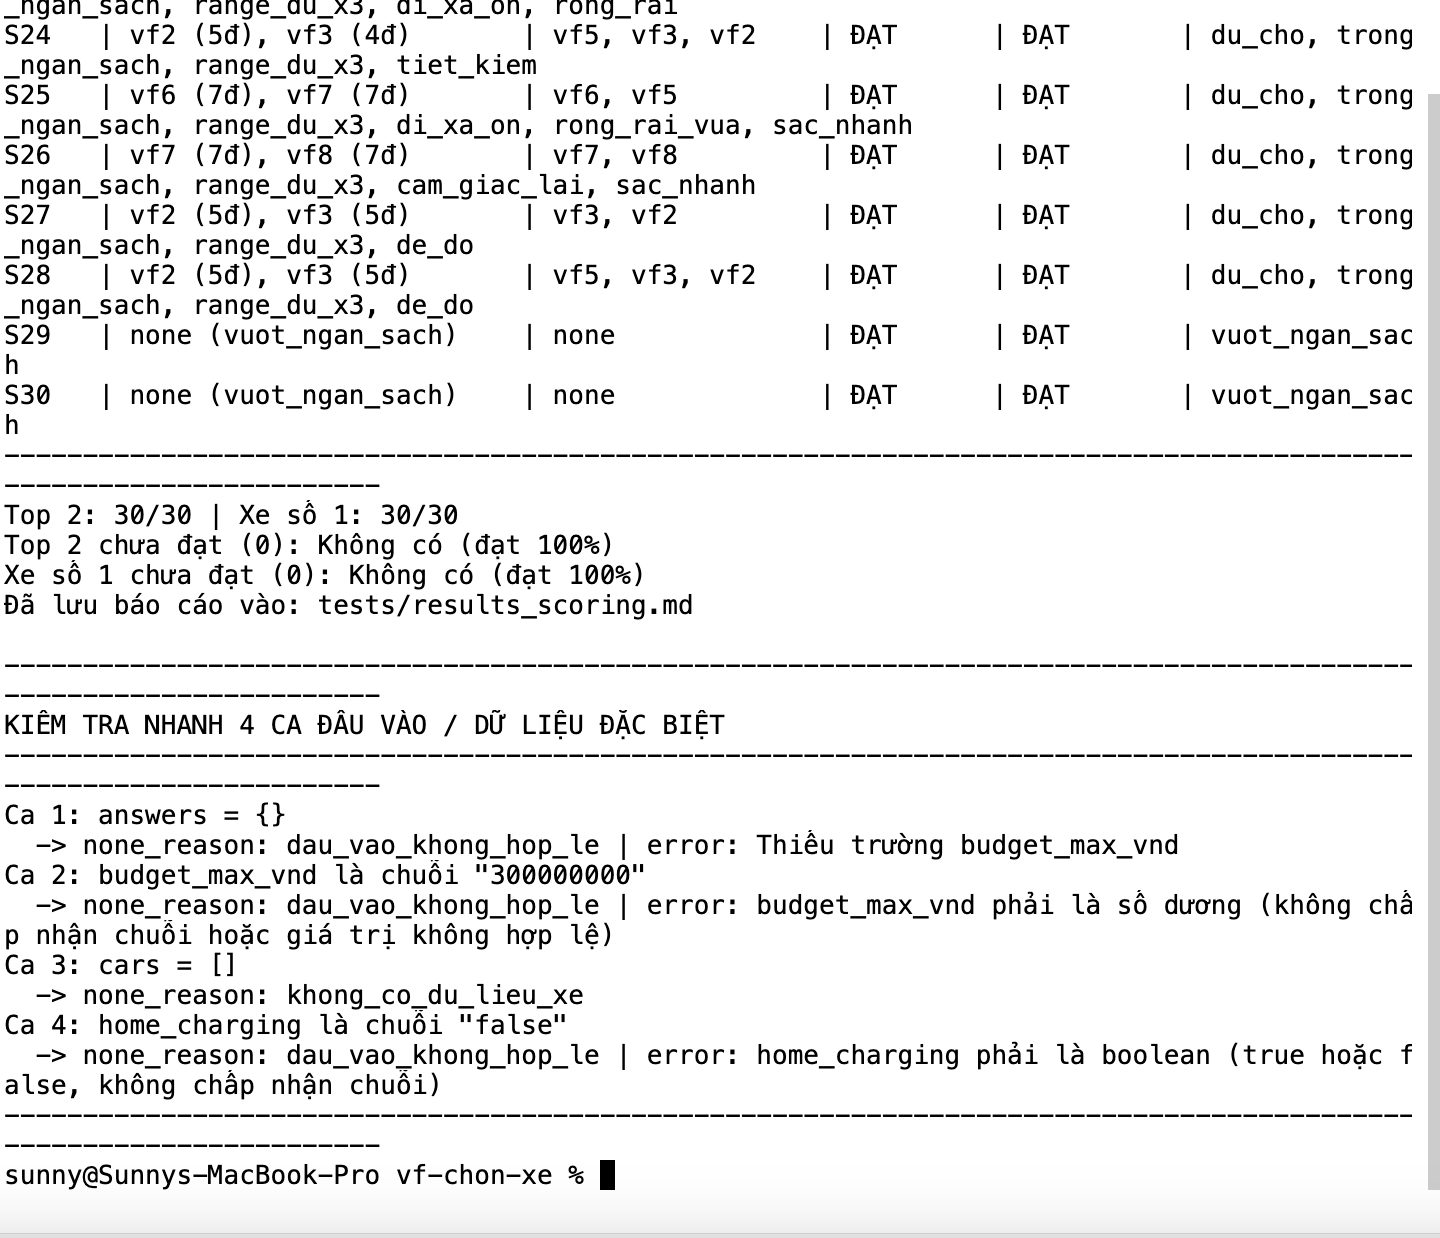 _ngan_sach, range_du_x3, di_xa_on, rong_rai
S24   | vf2 (5đ), vf3 (4đ)       | vf5, vf3, vf2    | ĐẠT      | ĐẠT       | du_cho, trong
_ngan_sach, range_du_x3, tiet_kiem
S25   | vf6 (7đ), vf7 (7đ)       | vf6, vf5         | ĐẠT      | ĐẠT       | du_cho, trong
_ngan_sach, range_du_x3, di_xa_on, rong_rai_vua, sac_nhanh
S26   | vf7 (7đ), vf8 (7đ)       | vf7, vf8         | ĐẠT      | ĐẠT       | du_cho, trong
_ngan_sach, range_du_x3, cam_giac_lai, sac_nhanh
S27   | vf2 (5đ), vf3 (5đ)       | vf3, vf2         | ĐẠT      | ĐẠT       | du_cho, trong
_ngan_sach, range_du_x3, de_do
S28   | vf2 (5đ), vf3 (5đ)       | vf5, vf3, vf2    | ĐẠT      | ĐẠT       | du_cho, trong
_ngan_sach, range_du_x3, de_do
S29   | none (vuot_ngan_sach)    | none             | ĐẠT      | ĐẠT       | vuot_ngan_sac
h
S30   | none (vuot_ngan_sach)    | none             | ĐẠT      | ĐẠT       | vuot_ngan_sac
h
------------------------------------------------------------------------------------------
------------------------
Top 2: 30/30 | Xe số 1: 30/30
Top 2 chưa đạt (0): Không có (đạt 100%)
Xe số 1 chưa đạt (0): Không có (đạt 100%)
Đã lưu báo cáo vào: tests/results_scoring.md
------------------------------------------------------------------------------------------
------------------------
KIỂM TRA NHANH 4 CA ĐẦU VÀO / DỮ LIỆU ĐẶC BIỆT
------------------------------------------------------------------------------------------
------------------------
Ca 1: answers = {}
  -> none_reason: dau_vao_khong_hop_le | error: Thiếu trường budget_max_vnd
Ca 2: budget_max_vnd là chuỗi "300000000"
  -> none_reason: dau_vao_khong_hop_le | error: budget_max_vnd phải là số dương (không chấ
p nhận chuỗi hoặc giá trị không hợp lệ)
Ca 3: cars = []
  -> none_reason: khong_co_du_lieu_xe
Ca 4: home_charging là chuỗi "false"
  -> none_reason: dau_vao_khong_hop_le | error: home_charging phải là boolean (true hoặc f
alse, không chấp nhận chuỗi)
------------------------------------------------------------------------------------------
------------------------
sunny@Sunnys-MacBook-Pro vf-chon-xe %